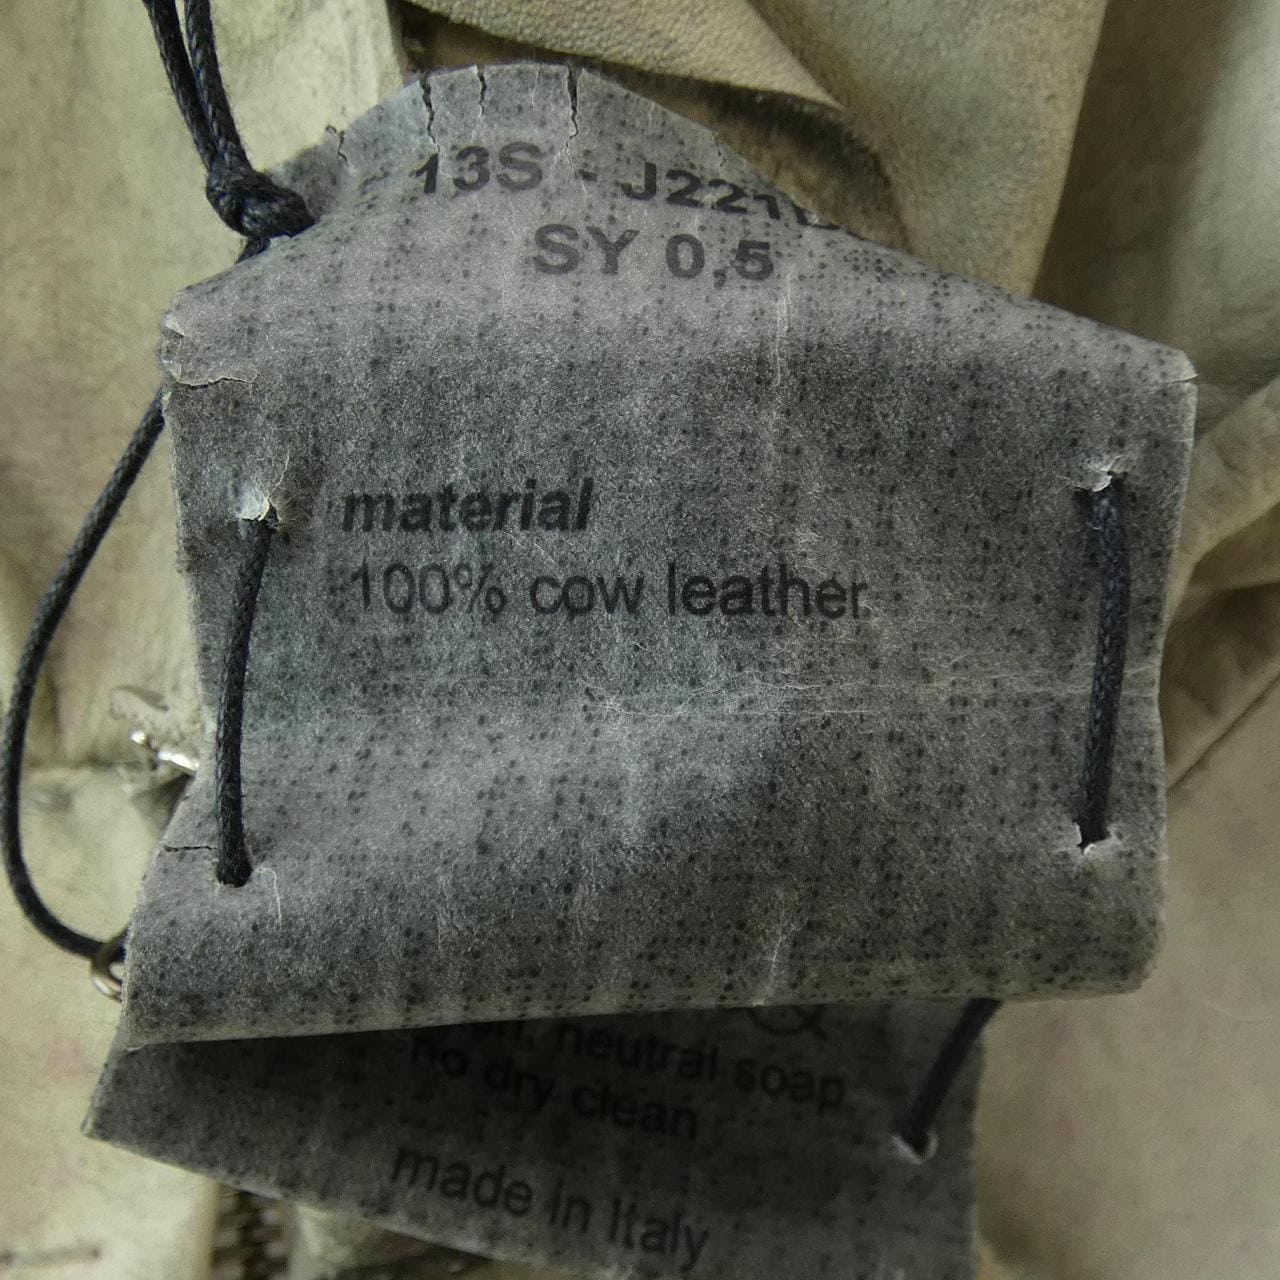 13S - J221
SY 0,5
material
100% cow leather
neutral soap
no dry clean
made in Italy